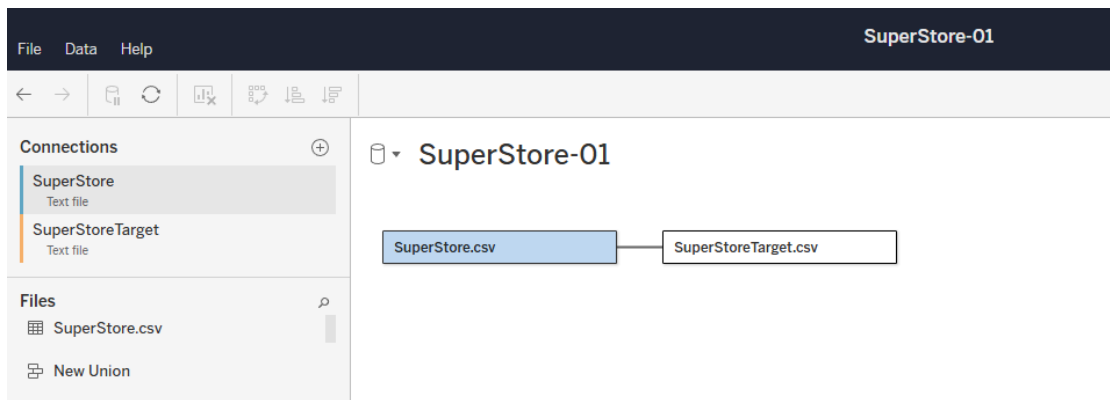 SuperStore-01
File Data Help
Connections
SuperStore
Text file
SuperStoreTarget
Text file
Files
SuperStore.csv
New Union
SuperStore-01
SuperStore.csv
SuperStoreTarget.csv